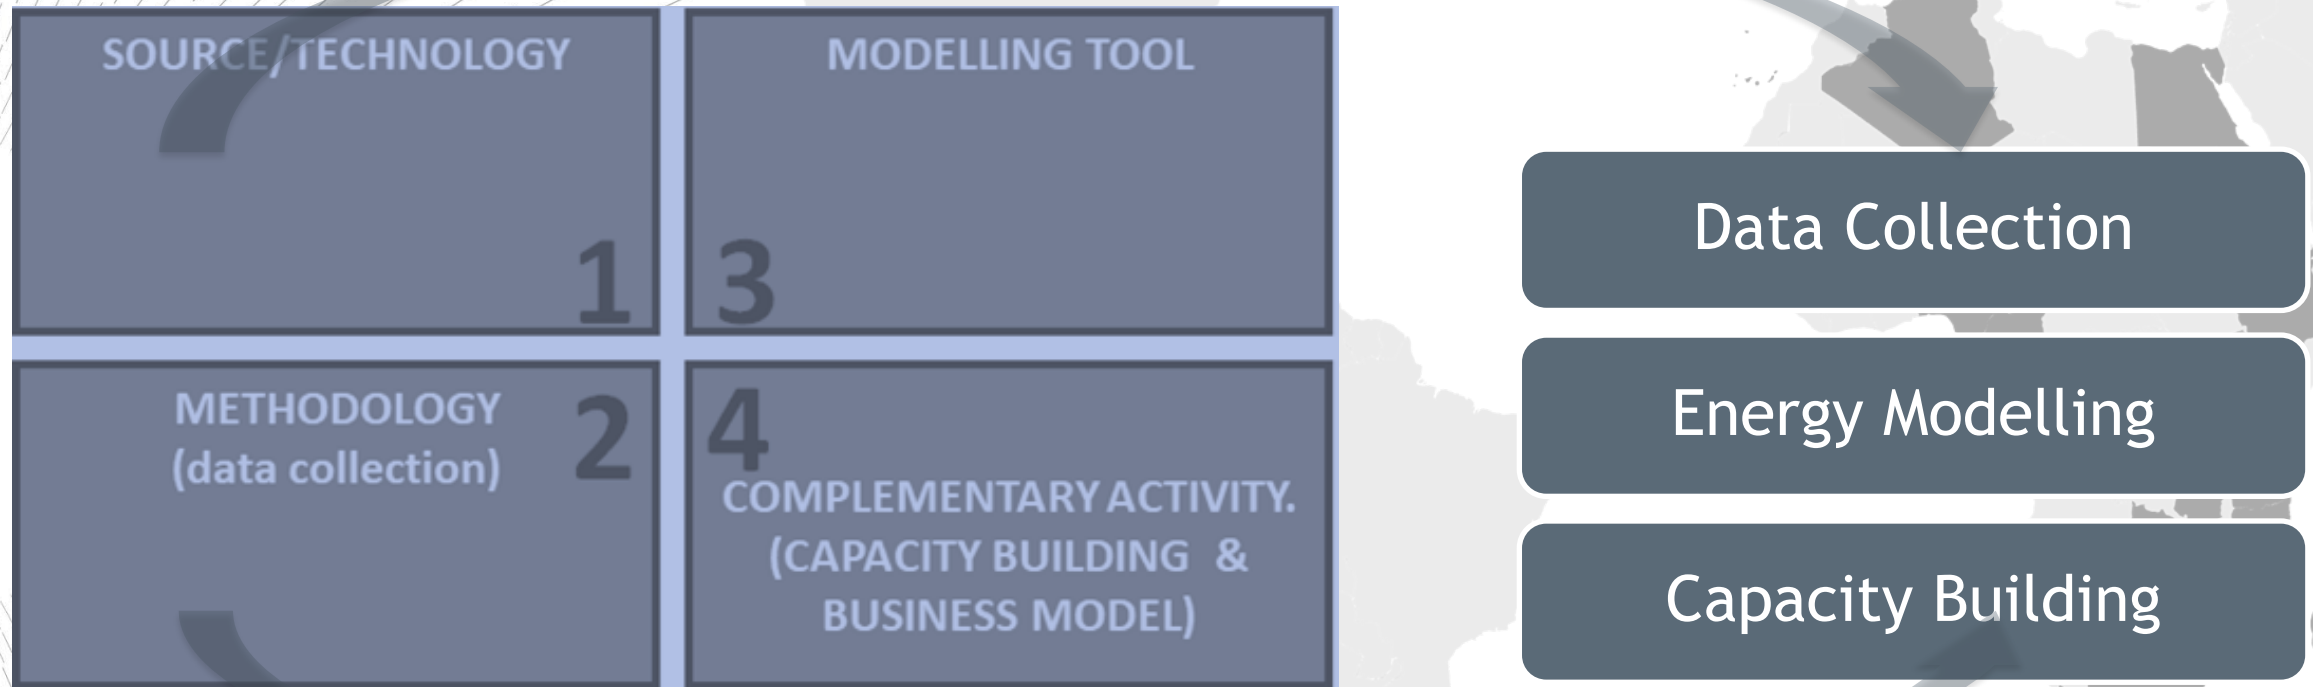 SOURCE/TECHNOLOGY
1
MODELLING TOOL
3
METHODOLOGY
(data collection)
2
4
COMPLEMENTARY ACTIVITY.
(CAPACITY BUILDING &
BUSINESS MODEL)
Data Collection
Energy Modelling
Capacity Building